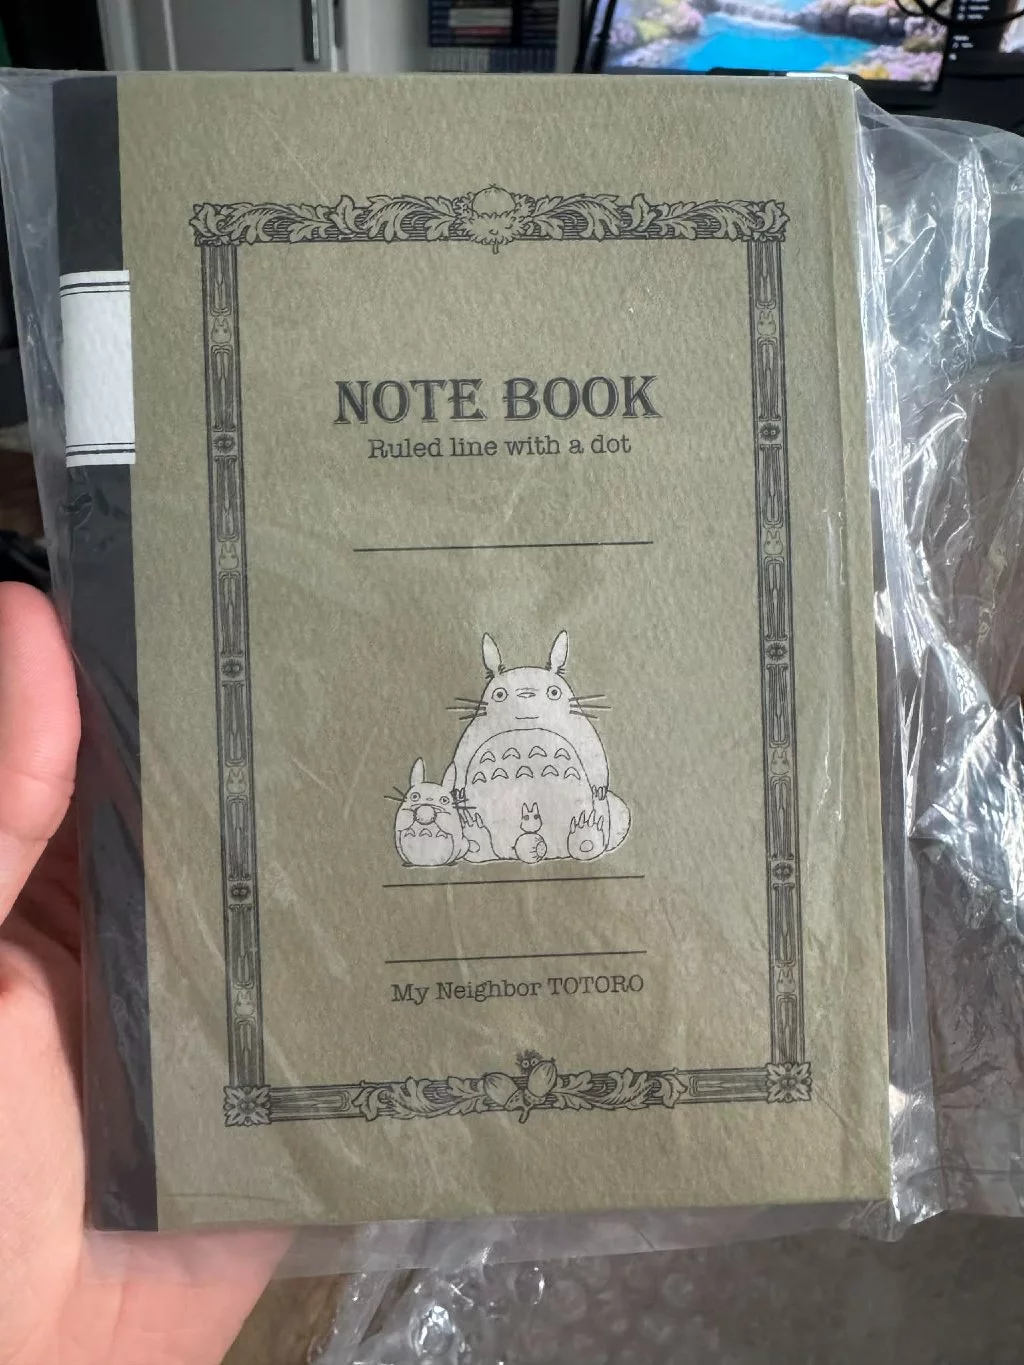 NOTE BOOK
Ruled line with a dot
My Neighbor TOTORO